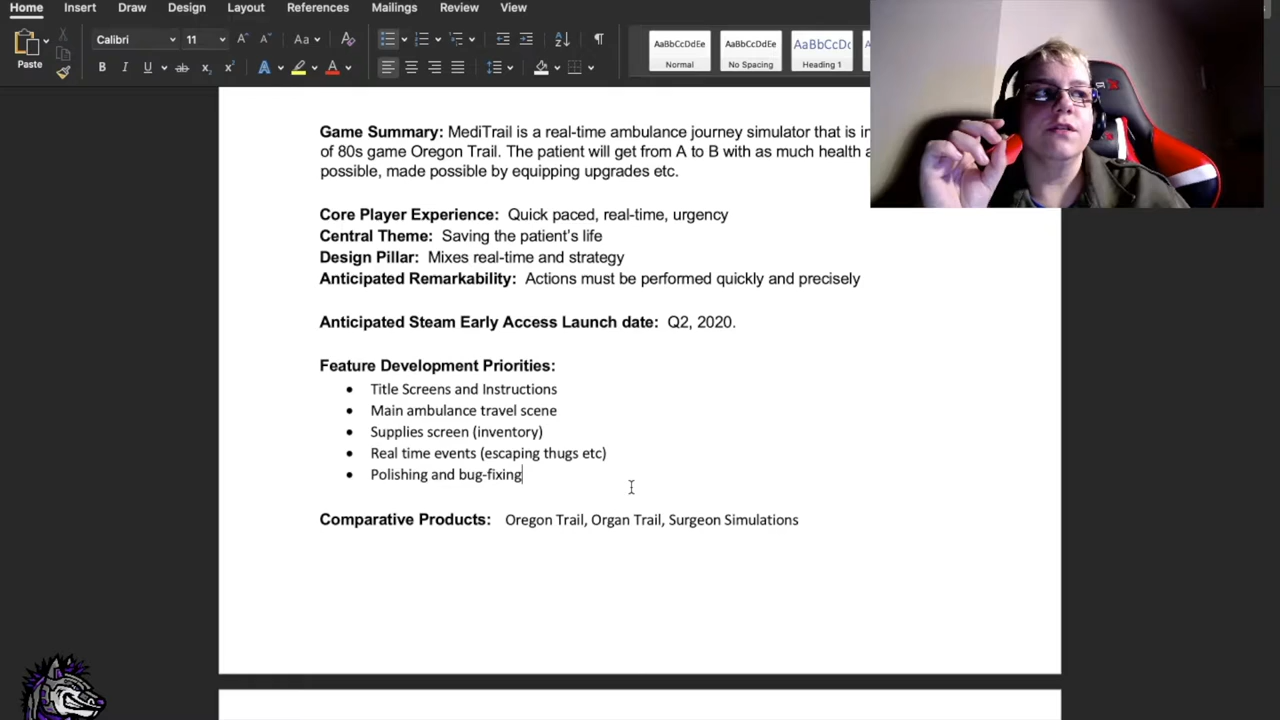 Home Insert Draw Design Layout References Mailings Review View
Calibri 11 Aa
Paste
B I U ab x₂ x² A A
AaBbCcDdEe AaBbCcDdEe AaBbCcDc
Normal No Spacing Heading 1
Game Summary: MediTrail is a real-time ambulance journey simulator that is in
of 80s game Oregon Trail. The patient will get from A to B with as much health
possible, made possible by equipping upgrades etc.
Core Player Experience: Quick paced, real-time, urgency
Central Theme: Saving the patient's life
Design Pillar: Mixes real-time and strategy
Anticipated Remarkability: Actions must be performed quickly and precisely
Anticipated Steam Early Access Launch date: Q2, 2020.
Feature Development Priorities:
• Title Screens and Instructions
• Main ambulance travel scene
• Supplies screen (inventory)
• Real time events (escaping thugs etc)
• Polishing and bug-fixing
Comparative Products: Oregon Trail, Organ Trail, Surgeon Simulations